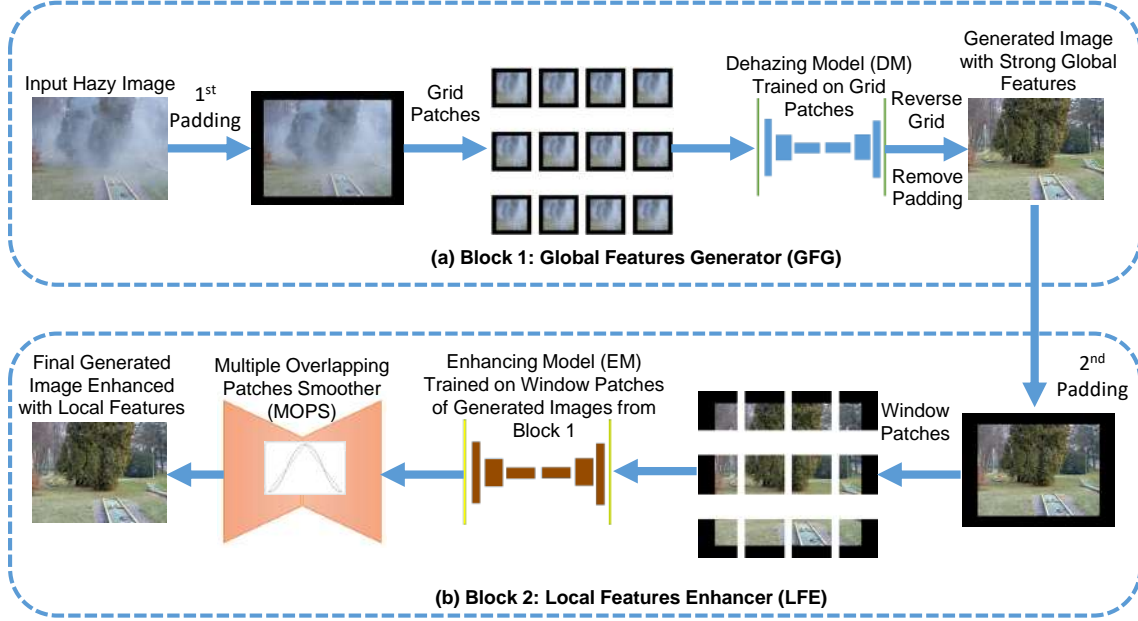 Input Hazy Image
1st
Padding
Grid
Patches
Dehazing Model (DM)
Trained on Grid
Patches
Reverse
Grid
Remove
Padding
Generated Image
with Strong Global
Features
(a) Block 1: Global Features Generator (GFG)
2nd
Padding
Window
Patches
Enhancing Model (EM)
Trained on Window Patches
of Generated Images from
Block 1
Multiple Overlapping
Patches Smoother
(MOPS)
Final Generated
Image Enhanced
with Local Features
(b) Block 2: Local Features Enhancer (LFE)